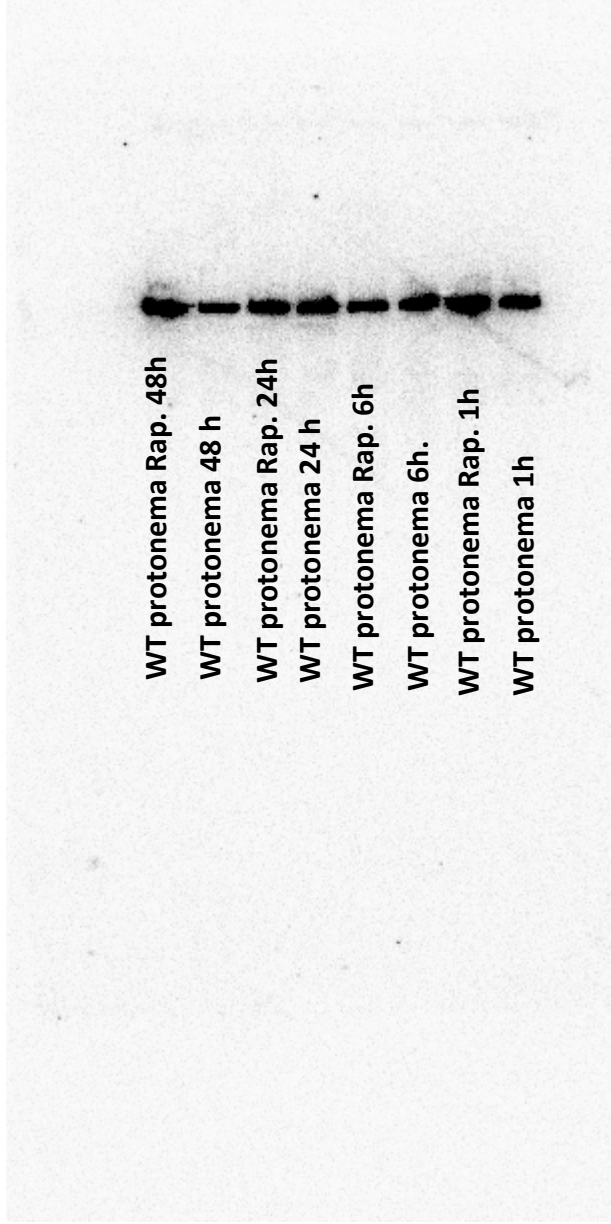 WT protonema Rap. 48h
WT protonema 48 h
WT protonema Rap. 24h
WT protonema 24 h
WT protonema Rap. 6h
WT protonema 6h.
WT protonema Rap. 1h
WT protonema 1h